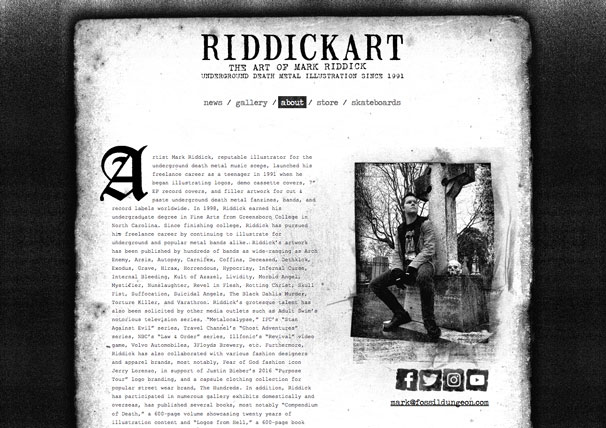 RIDDICKART
THE ART OF MARK RIDDICK
UNDERGROUND DEATH METAL ILLUSTRATION SINCE 1991
news / gallery / about / store / skateboards
Artist Mark Riddick, reputable illustrator for the
underground death metal music scope, launched his
freelance career as a teenager in 1991 when he
began illustrating logos, demo cassette covers, 7"
EP record covers, and filler artwork for cut &
paste underground death metal fanzines, bands, and
record labels worldwide. In 1998, Riddick earned his
undergraduate degree in Fine Arts from Greensboro College in
North Carolina. Since finishing college, Riddick has pursued
his freelance career by continuing to illustrate for
underground and popular metal bands alike. Riddick's artwork
has been published by hundreds of bands as wide-ranging as Arch
Enemy, Arsis, Autopsy, Carnifex, Coffins, Deceased, Dethklok,
Exodus, Grave, Hirax, Horrendous, Hypocrisy, Infernal Curse,
Internal Bleeding, Kult of Azazel, Lividity, Morbid Angel,
Mystifier, Nunslaughter, Revel in Flesh, Rotting Christ, Skull
Fist, Suffocation, Suicidal Angels, The Black Dahlia Murder,
Torture Killer, and Varathron. Riddick's grotesque talent has
also been solicited by other media outlets such as Adult Swim's
notorious television series, "Metalocalypse," IFC's "Stan
Against Evil" series, Travel Channel's "Ghost Adventures"
series, NBC's "Law & Order" series, Illfonic's "Revival" video
game, Volvo Automobiles, 3Floyds Brewery, etc. Furthermore,
Riddick has also collaborated with various fashion designers
and apparel brands, most notably, Fear of God fashion icon
Jerry Lorenzo, in support of Justin Bieber's 2016 "Purpose
Tour" logo branding, and a capsule clothing collection for
popular street wear brand, The Hundreds. In addition, Riddick
has participated in numerous gallery exhibits domestically and
overseas, has published several books, most notably "Compendium
of Death," a 600-page volume showcasing twenty years of
illustration content and "Logos from Hell," a 600-page book
mark@fossildungeon.com